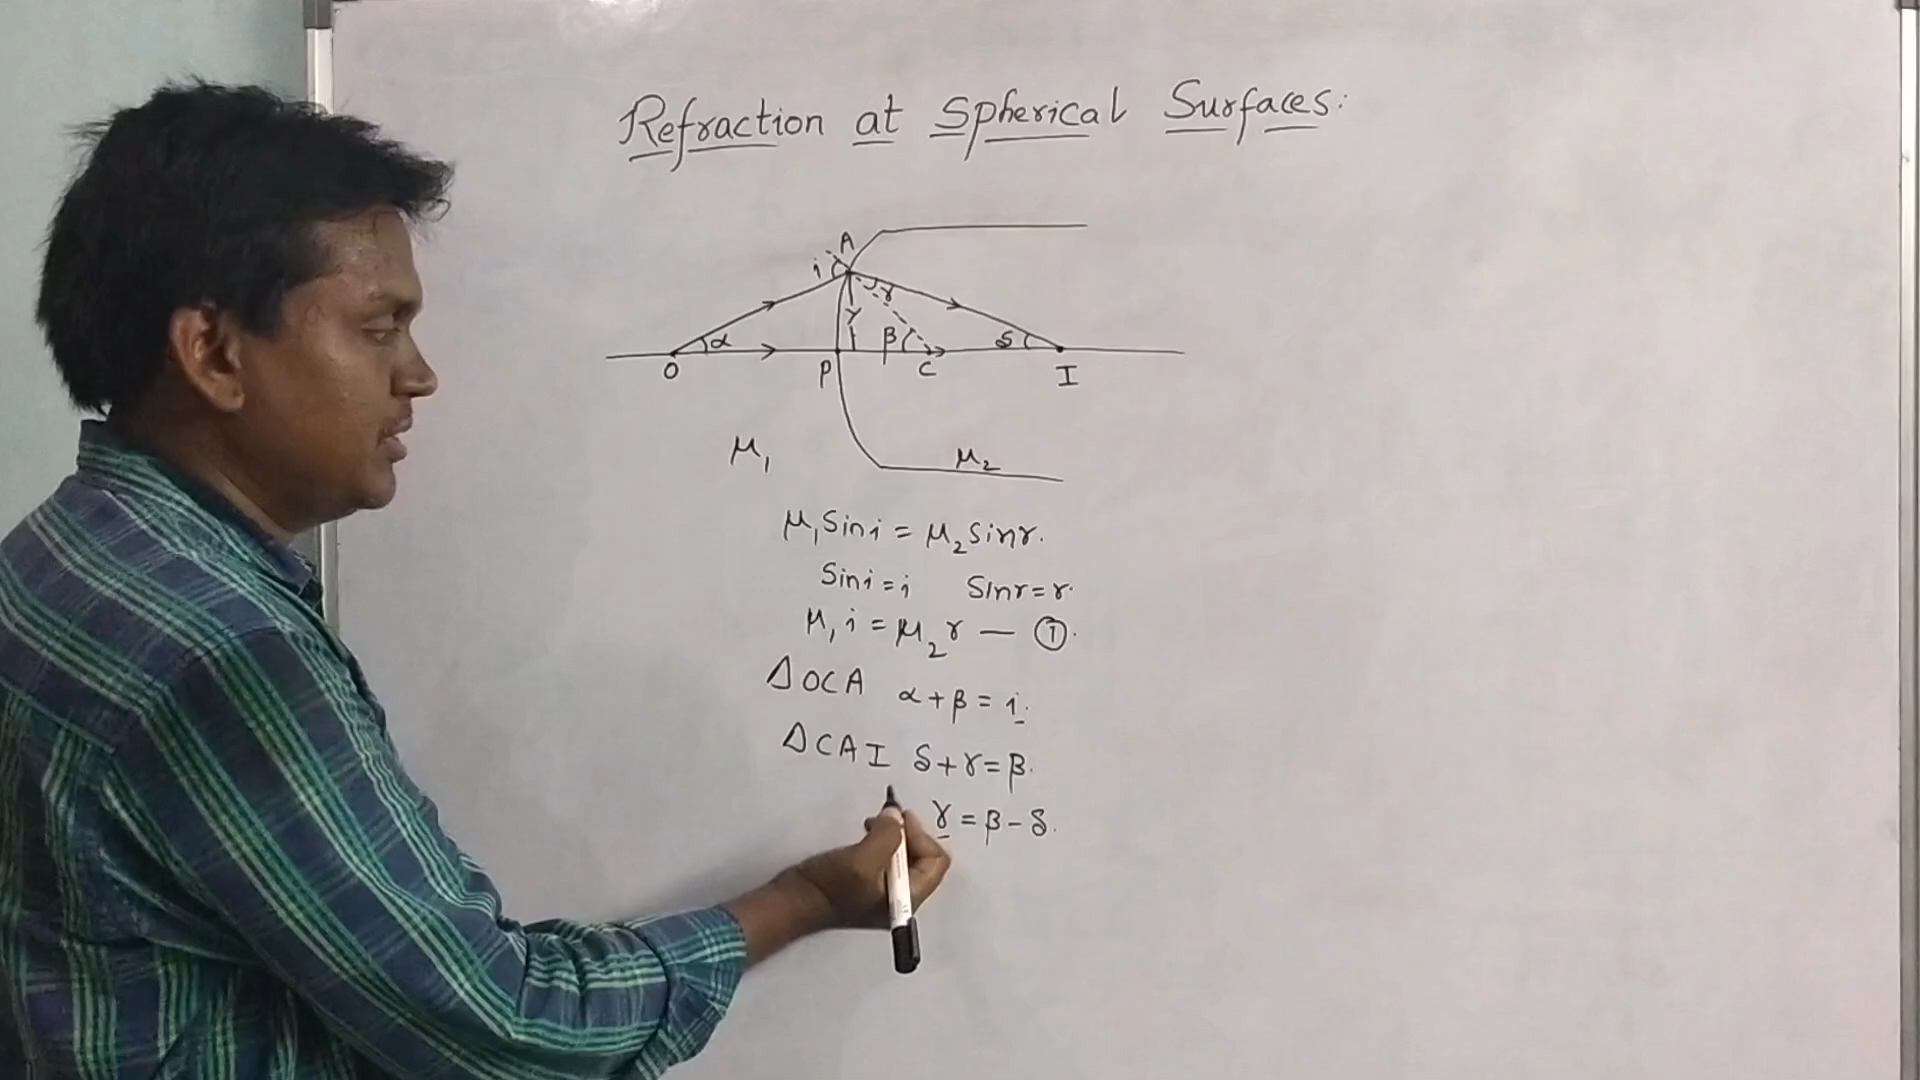 Refraction at Spherical Surfaces:
A
i
r
Y
α
β
δ
O
P
C
I
μ₁
μ₂
μ₁ Sin i = μ₂ sin r.
Sin i = i Sin r = r.
μ₁ i = μ₂ r — ①.
Δ OCA α + β = i.
Δ CAI δ + r = β.
r = β - δ.